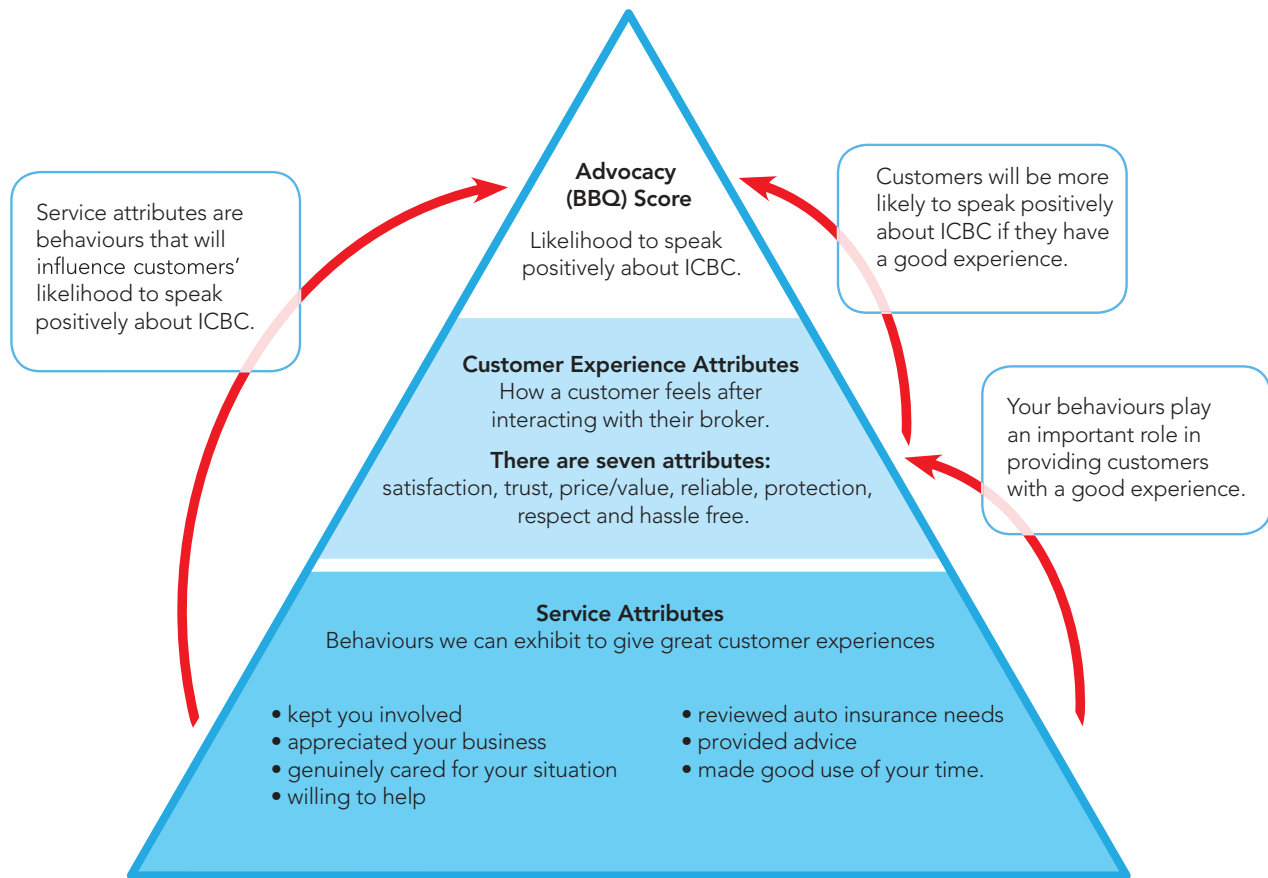 Advocacy
(BBQ) Score
Likelihood to speak
positively about ICBC.
Service attributes are
behaviours that will
influence customers'
likelihood to speak
positively about ICBC.
Customers will be more
likely to speak positively
about ICBC if they have
a good experience.
Customer Experience Attributes
How a customer feels after
interacting with their broker.
There are seven attributes:
satisfaction, trust, price/value, reliable, protection,
respect and hassle free.
Your behaviours play
an important role in
providing customers
with a good experience.
Service Attributes
Behaviours we can exhibit to give great customer experiences
• kept you involved
• appreciated your business
• genuinely cared for your situation
• willing to help
• reviewed auto insurance needs
• provided advice
• made good use of your time.